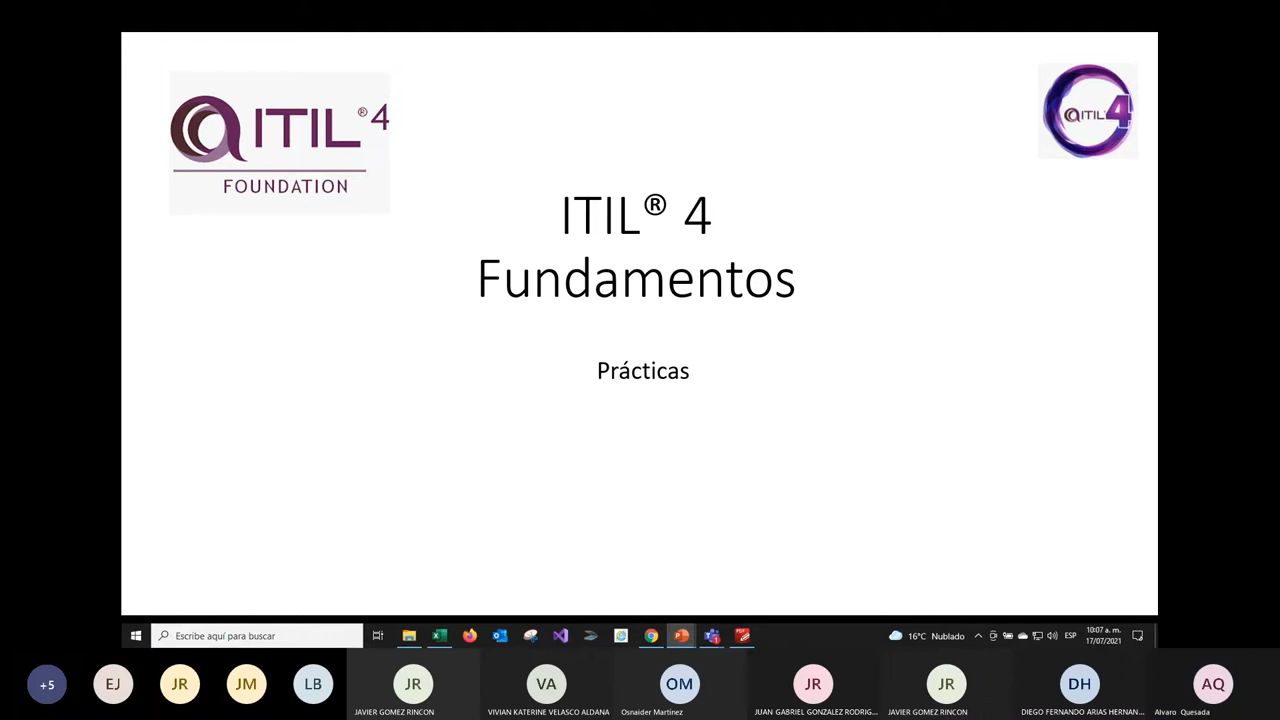 ITIL® 4
FOUNDATION
ITIL 4
ITIL® 4
Fundamentos
Prácticas
Escribe aquí para buscar
16°C Nublado
ESP
10:07 a. m.
17/07/2021
+5
EJ
JR
JM
LB
JR
JAVIER GOMEZ RINCON
VA
VIVIAN KATERINE VELASCO ALDANA
OM
Osnaider Martínez
JR
JUAN GABRIEL GONZALEZ RODRIG...
JR
JAVIER GOMEZ RINCON
DH
DIEGO FERNANDO ARIAS HERNAN...
AQ
Alvaro Quesada